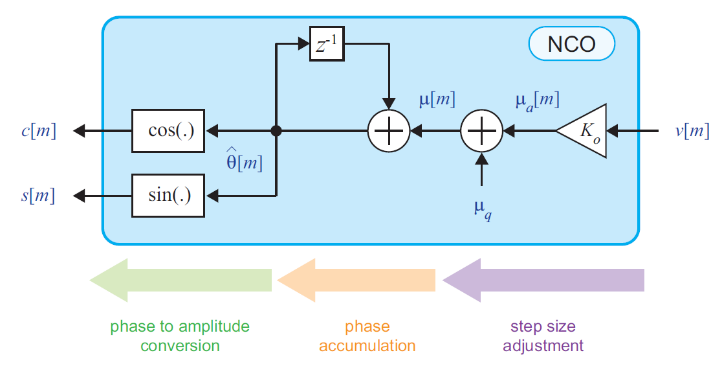 NCO
z⁻¹
μ[m]
μₐ[m]
c[m]
cos(.)
θ̂[m]
Kₒ
v[m]
s[m]
sin(.)
μ_q
phase to amplitude
conversion
phase
accumulation
step size
adjustment